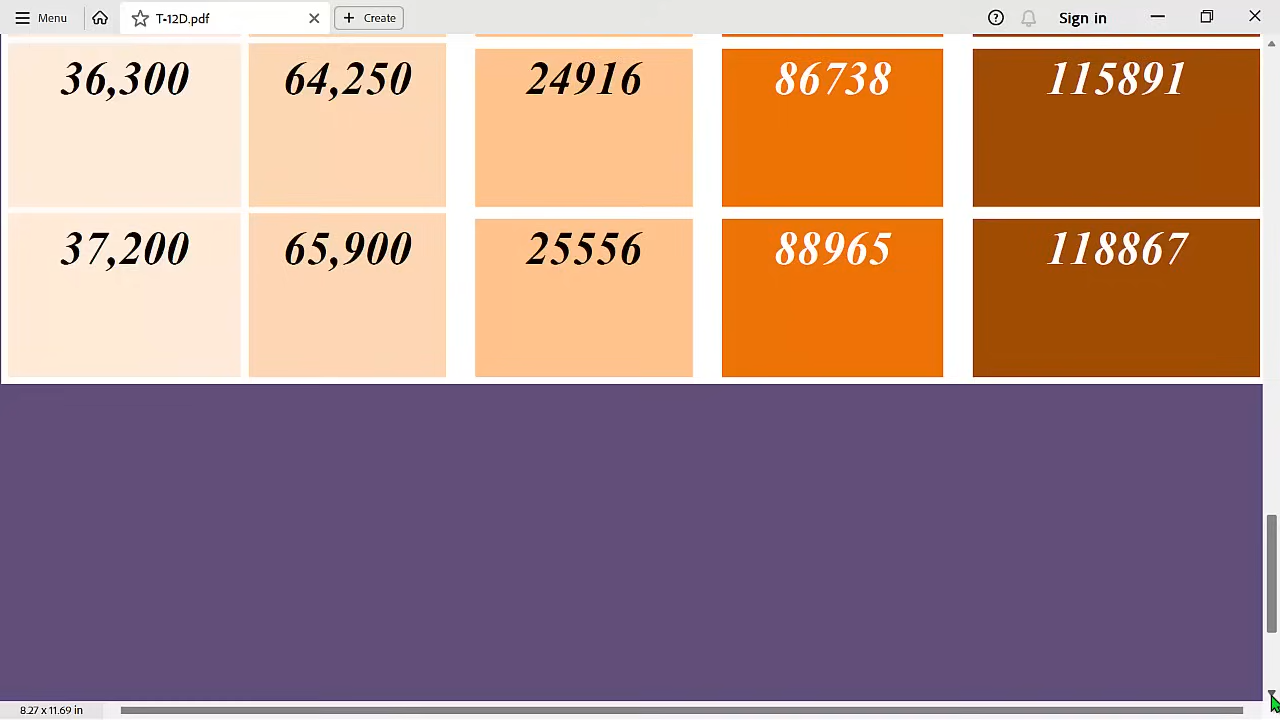 Menu T-12D.pdf Create Sign in
36,300 64,250 24916 86738 115891
37,200 65,900 25556 88965 118867
8.27 x 11.69 in